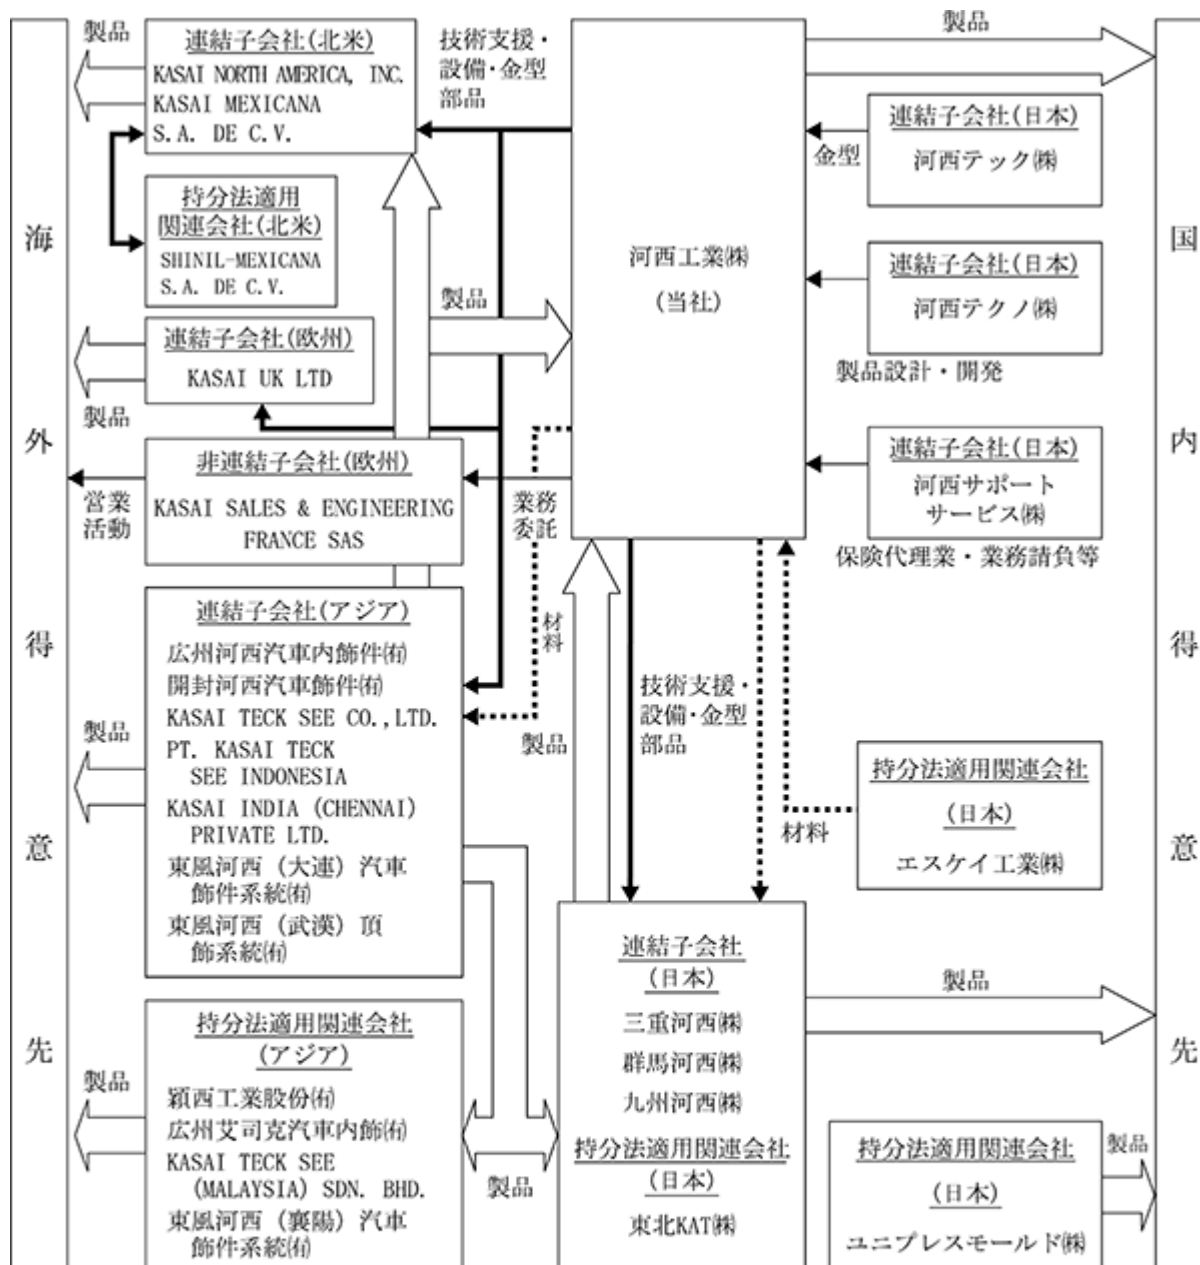 海外得意先
製品
連結子会社(北米)
KASAI NORTH AMERICA, INC.
KASAI MEXICANA
S.A. DE C.V.
持分法適用
関連会社(北米)
SHINIL-MEXICANA
S.A. DE C.V.
連結子会社(欧州)
KASAI UK LTD
製品
非連結子会社(欧州)
KASAI SALES & ENGINEERING
FRANCE SAS
営業
活動
連結子会社(アジア)
広州河西汽車内飾件㈲
開封河西汽車飾件㈲
KASAI TECK SEE CO.,LTD.
PT. KASAI TECK
SEE INDONESIA
KASAI INDIA (CHENNAI)
PRIVATE LTD.
東風河西（大連）汽車
飾件系統㈲
東風河西（武漢）頂
飾系統㈲
製品
持分法適用関連会社
(アジア)
穎西工業股份㈲
広州艾司克汽車内飾㈲
KASAI TECK SEE
(MALAYSIA) SDN. BHD.
東風河西（襄陽）汽車
飾件系統㈲
製品
技術支援・
設備・金型
部品
製品
業務
委託
材料
製品
技術支援・
設備・金型
部品
製品
河西工業㈱
(当社)
連結子会社
(日本)
三重河西㈱
群馬河西㈱
九州河西㈱
持分法適用関連会社
(日本)
東北KAT㈱
製品
連結子会社(日本)
河西テック㈱
金型
連結子会社(日本)
河西テクノ㈱
製品設計・開発
連結子会社(日本)
河西サポート
サービス㈱
保険代理業・業務請負等
持分法適用関連会社
(日本)
エスケイ工業㈱
材料
製品
持分法適用関連会社
(日本)
ユニプレスモールド㈱
製品
国内得意先